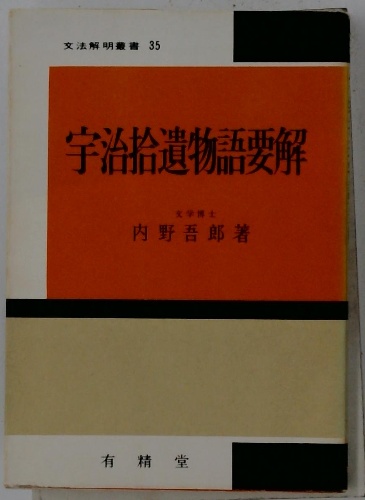 文法解明叢書 35
宇治拾遺物語要解
文学博士
内野吾郎著
有精堂